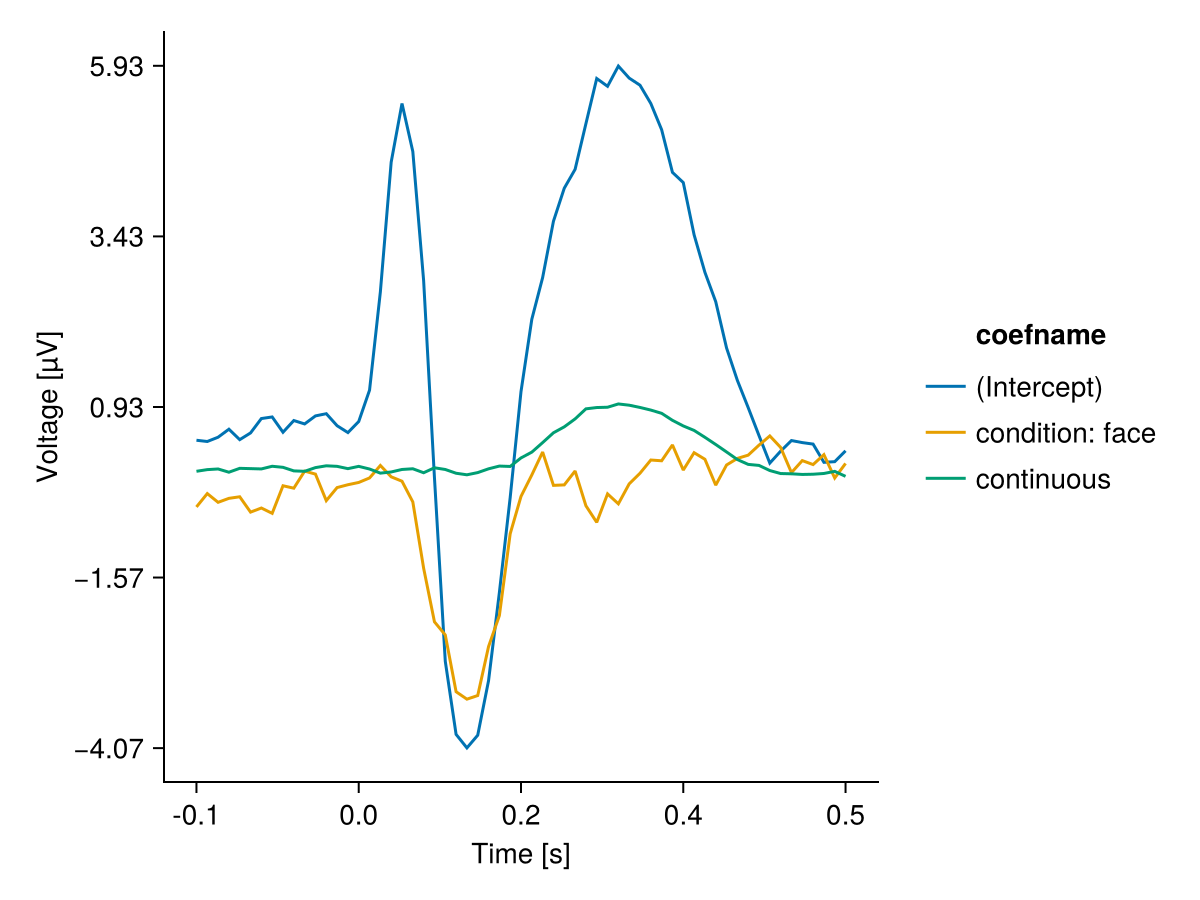 5.93
3.43
0.93
−1.57
−4.07
Voltage [µV]
-0.1
0.0
0.2
0.4
0.5
Time [s]
coefname
(Intercept)
condition: face
continuous